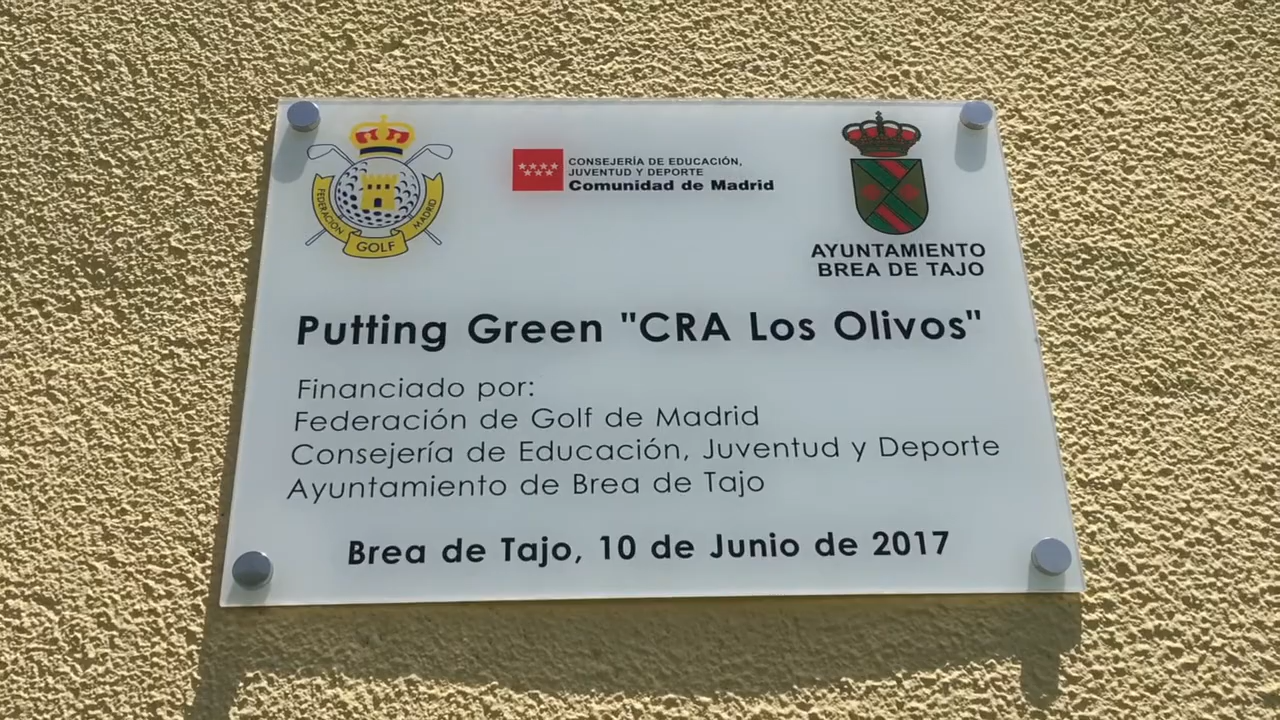 FEDERACIÓN GOLF MADRID
CONSEJERÍA DE EDUCACIÓN,
JUVENTUD Y DEPORTE
Comunidad de Madrid
AYUNTAMIENTO
BREA DE TAJO
Putting Green "CRA Los Olivos"
Financiado por:
Federación de Golf de Madrid
Consejería de Educación, Juventud y Deporte
Ayuntamiento de Brea de Tajo
Brea de Tajo, 10 de Junio de 2017